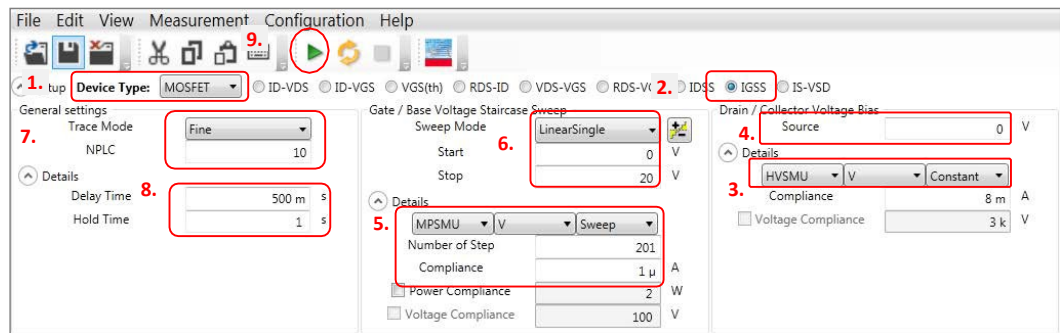 File Edit View Measurement Configuration Help
9.
1. tup Device Type: MOSFET ID-VDS ID-VGS VGS(th) RDS-ID VDS-VGS RDS-V 2. IDSS IGSS IS-VSD
General settings
7. Trace Mode Fine
NPLC 10
Details
8.
Delay Time 500 m s
Hold Time 1 s
Gate / Base Voltage Staircase Sweep
Sweep Mode LinearSingle
6.
Start 0 V
Stop 20 V
Details
5. MPSMU V Sweep
Number of Step 201
Compliance 1 µ A
Power Compliance 2 W
Voltage Compliance 100 V
Drain / Collector Voltage Bias
4. Source 0 V
Details
3. HVSMU V Constant
Compliance 8 m A
Voltage Compliance 3 k V